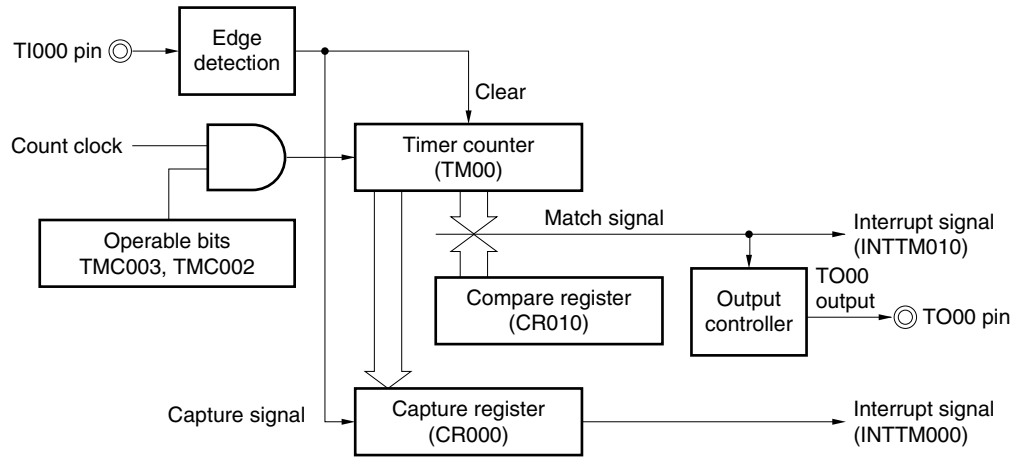 TI000 pin
Edge
detection
Clear
Count clock
Timer counter
(TM00)
Operable bits
TMC003, TMC002
Match signal
Interrupt signal
(INTTM010)
Compare register
(CR010)
Output
controller
TO00
output
TO00 pin
Capture signal
Capture register
(CR000)
Interrupt signal
(INTTM000)